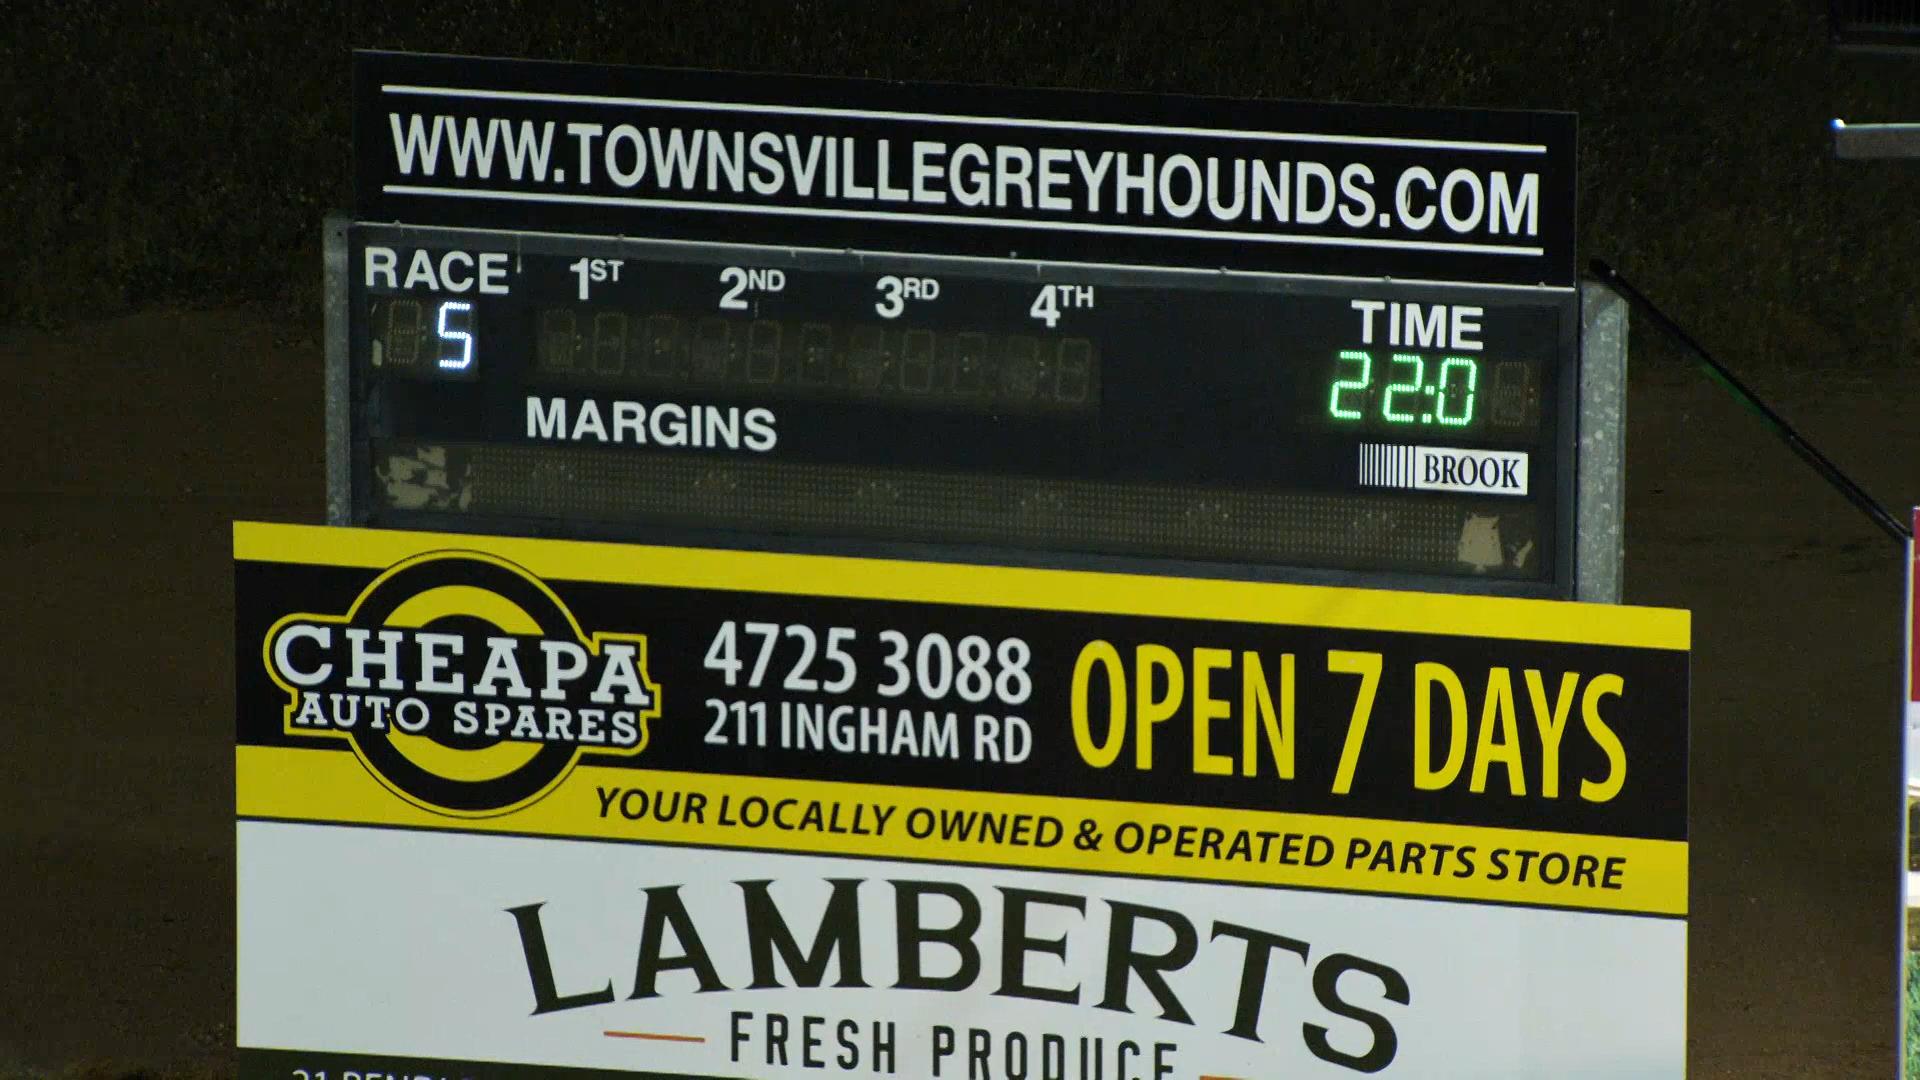 WWW.TOWNSVILLEGREYHOUNDS.COM
RACE 1ST 2ND 3RD 4TH TIME
5 22:0
MARGINS
BROOK
CHEAPA
AUTO SPARES
4725 3088
211 INGHAM RD
OPEN 7 DAYS
YOUR LOCALLY OWNED & OPERATED PARTS STORE
LAMBERTS
FRESH PRODUCE